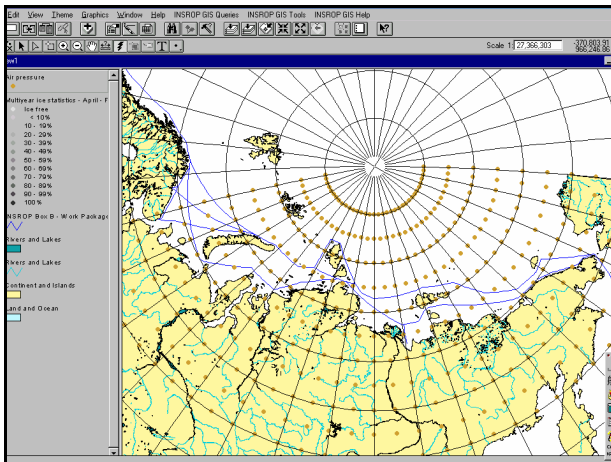 Edit View Theme Graphics Window Help INSROP GIS Queries INSROP GIS Tools INSROP GIS Help
Scale 1: 27,366,303
-370,803.91
966,246.86
ew1
Air pressure
Multiyear ice statistics - April - F
Ice free
< 10%
10 - 19%
20 - 29%
30 - 39%
40 - 49%
50 - 59%
60 - 69%
70 - 79%
80 - 89%
90 - 99%
100%
INSROP Box B - Work Package
Rivers and Lakes
Rivers and Lakes
Continent and Islands
Land and Ocean